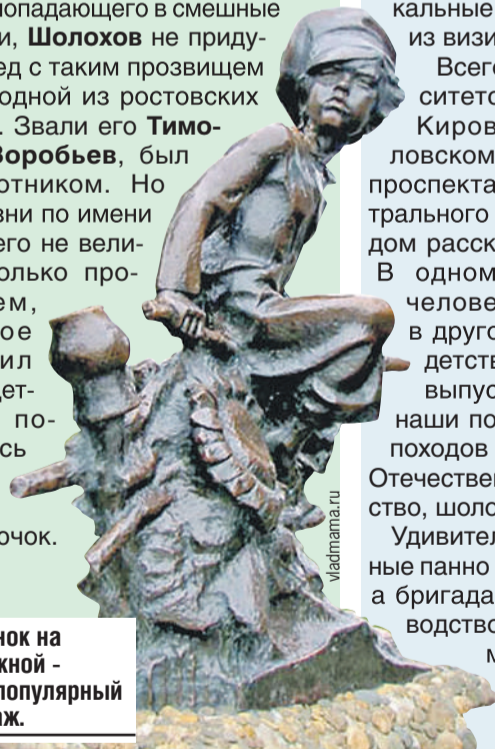 попадающего в смешные
и, Шолохов не приду-
ед с таким прозвищем
одной из ростовских
. Звали его Тимо-
Воробьев, был
отником. Но
зни по имени
его не вели-
олько про-
ем,
ое
ил
дет-
по-
сь
очок.
нок на
жной -
популярный
аж.
vladmama.ru
кальные
из визи
Всего
ситето
Киров
ловском
проспекта
трального
дом расск
В одном
челове
в друго
детств
выпус
наши по
походов
Отечествен
ство, шоло
Удивител
ные панно
а бригада
водство
м